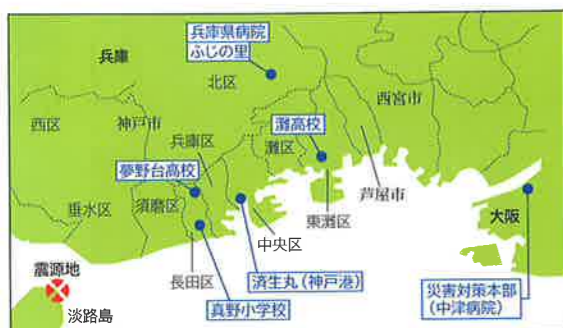 兵庫県病院
ふじの里
兵庫
北区
西宮市
西区
神戸市
兵庫区
灘高校
灘区
夢野台高校
芦屋市
垂水区
須磨区
東灘区
大阪
中央区
震源地
長田区
済生丸（神戸港）
災害対策本部
（中津病院）
真野小学校
淡路島